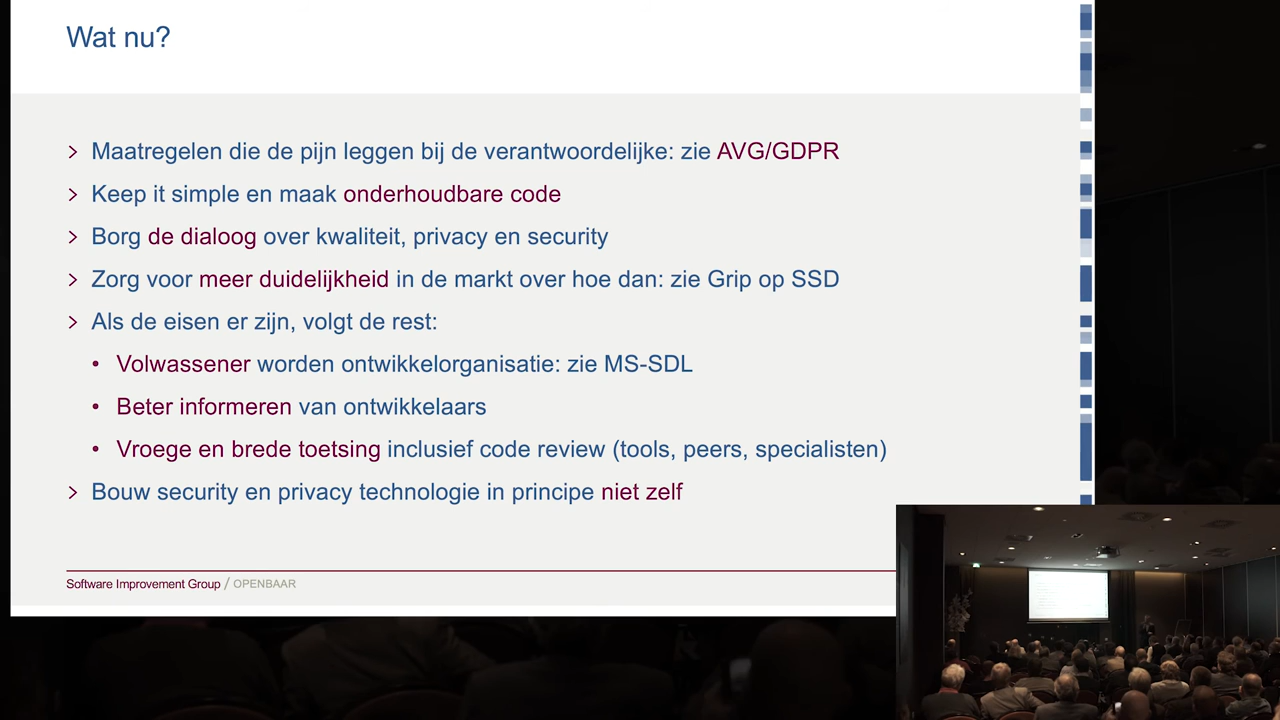 Wat nu?
> Maatregelen die de pijn leggen bij de verantwoordelijke: zie AVG/GDPR
> Keep it simple en maak onderhoudbare code
> Borg de dialoog over kwaliteit, privacy en security
> Zorg voor meer duidelijkheid in de markt over hoe dan: zie Grip op SSD
> Als de eisen er zijn, volgt de rest:
• Volwassener worden ontwikkelorganisatie: zie MS-SDL
• Beter informeren van ontwikkelaars
• Vroege en brede toetsing inclusief code review (tools, peers, specialisten)
> Bouw security en privacy technologie in principe niet zelf
Software Improvement Group / OPENBAAR